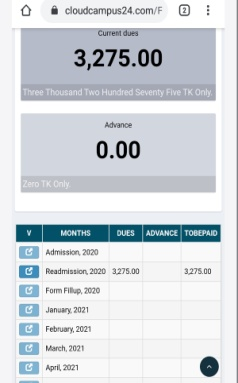 cloudcampus24.com/F
2
Current dues
3,275.00
Three Thousand Two Hundred Seventy Five TK Only.
Advance
0.00
Zero TK Only.
V MONTHS DUES ADVANCE TOBEPAID
Admission, 2020
Readmission, 2020 3,275.00 3,275.00
Form Fillup, 2020
January, 2021
February, 2021
March, 2021
April, 2021